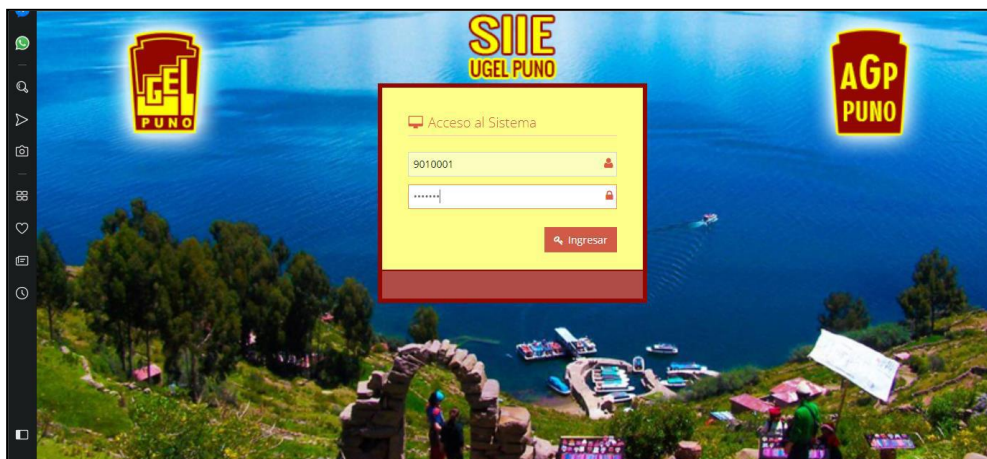 SIIE
UGEL PUNO
UGEL
PUNO
AGP
PUNO
Acceso al Sistema
9010001
•••••••
Ingresar